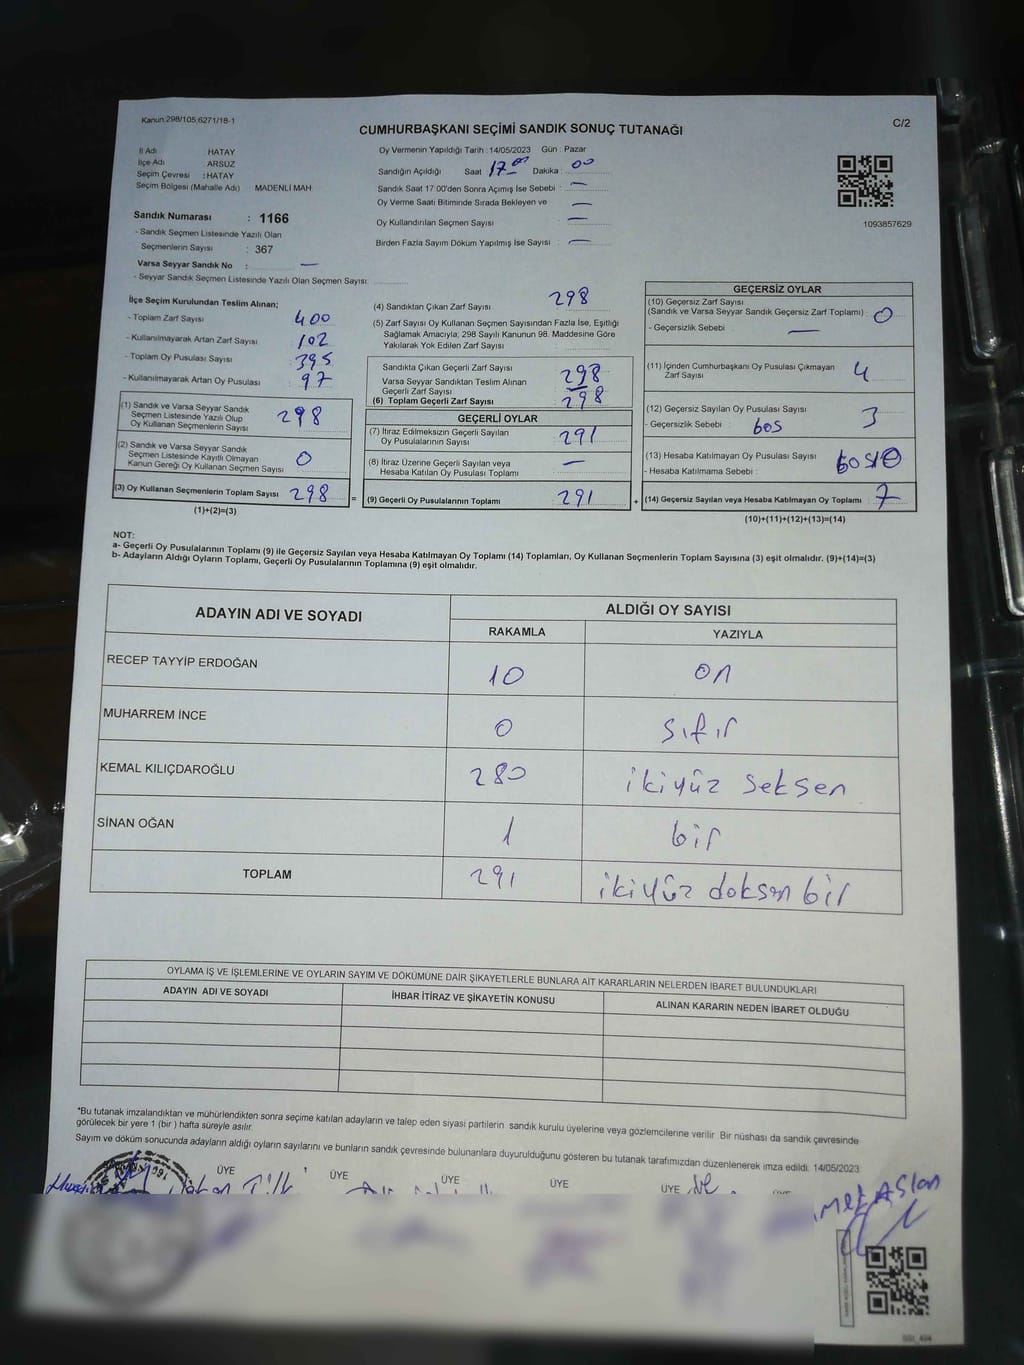 Kanun:298/105,6271/18-1
C/2
CUMHURBAŞKANI SEÇİMİ SANDIK SONUÇ TUTANAĞI
İl Adı : HATAY
İlçe Adı : ARSUZ
Seçim Çevresi : HATAY
Seçim Bölgesi (Mahalle Adı) MADENLİ MAH
Sandık Numarası : 1166
- Sandık Seçmen Listesinde Yazılı Olan
Seçmenlerin Sayısı : 367
Varsa Seyyar Sandık No : —
- Seyyar Sandık Seçmen Listesinde Yazılı Olan Seçmen Sayısı:
Oy Vermenin Yapıldığı Tarih : 14/05/2023 Gün : Pazar
Sandığın Açıldığı Saat 17.00 Dakika : 00
Sandık Saat 17.00'den Sonra Açımış İse Sebebi : —
Oy Verme Saati Bitiminde Sırada Bekleyen ve —
Oy Kullandırılan Seçmen Sayısı —
Birden Fazla Sayım Döküm Yapılmış İse Sayısı : —
1093857629
İlçe Seçim Kurulundan Teslim Alınan;
- Toplam Zarf Sayısı : 400
- Kullanılmayarak Artan Zarf Sayısı : 102
- Toplam Oy Pusulası Sayısı : 395
- Kullanılmayarak Artan Oy Pusulası : 97
(1) Sandık ve Varsa Seyyar Sandık
Seçmen Listesinde Yazılı Olup
Oy Kullanan Seçmenlerin Sayısı : 298
(2) Sandık ve Varsa Seyyar Sandık
Seçmen Listesinde Kayıtlı Olmayan
Kanun Gereği Oy Kullanan Seçmen Sayısı : 0
(3) Oy Kullanan Seçmenlerin Toplam Sayısı : 298
(1)+(2)=(3)
(4) Sandıktan Çıkan Zarf Sayısı 298
(5) Zarf Sayısı Oy Kullanan Seçmen Sayısından Fazla İse, Eşitliği
Sağlamak Amacıyla; 298 Sayılı Kanunun 98. Maddesine Göre
Yakılarak Yok Edilen Zarf Sayısı :
Sandıkta Çıkan Geçerli Zarf Sayısı 298
Varsa Seyyar Sandıktan Teslim Alınan
Geçerli Zarf Sayısı : —
(6) Toplam Geçerli Zarf Sayısı : 298
GEÇERLİ OYLAR
(7) İtiraz Edilmeksizin Geçerli Sayılan
Oy Pusulalarının Sayısı : 291
(8) İtiraz Üzerine Geçerli Sayılan veya
Hesaba Katılan Oy Pusulası Toplamı : —
= (9) Geçerli Oy Pusulalarının Toplamı : 291
GEÇERSİZ OYLAR
(10) Geçersiz Zarf Sayısı
(Sandık ve Varsa Seyyar Sandık Geçersiz Zarf Toplamı) : 0
- Geçersizlik Sebebi : —
(11) İçinden Cumhurbaşkanı Oy Pusulası Çıkmayan
Zarf Sayısı : 4
(12) Geçersiz Sayılan Oy Pusulası Sayısı : 3
- Geçersizlik Sebebi : boş
(13) Hesaba Katılmayan Oy Pusulası Sayısı : 0
- Hesaba Katılmama Sebebi :
+ (14) Geçersiz Sayılan veya Hesaba Katılmayan Oy Toplamı : 7
(10)+(11)+(12)+(13)=(14)
NOT:
a- Geçerli Oy Pusulalarının Toplamı (9) ile Geçersiz Sayılan veya Hesaba Katılmayan Oy Toplamı (14) Toplamları, Oy Kullanan Seçmenlerin Toplam Sayısına (3) eşit olmalıdır. (9)+(14)=(3)
b- Adayların Aldığı Oyların Toplamı, Geçerli Oy Pusulalarının Toplamına (9) eşit olmalıdır.
ADAYIN ADI VE SOYADI
ALDIĞI OY SAYISI
RAKAMLA YAZIYLA
RECEP TAYYİP ERDOĞAN 10 on
MUHARREM İNCE 0 sıfır
KEMAL KILIÇDAROĞLU 280 ikiyüz seksen
SİNAN OĞAN 1 bir
TOPLAM 291 ikiyüz doksan bir
OYLAMA İŞ VE İŞLEMLERİNE VE OYLARIN SAYIM VE DÖKÜMÜNE DAİR ŞİKAYETLERLE BUNLARA AİT KARARLARIN NELERDEN İBARET BULUNDUKLARI
ADAYIN ADI VE SOYADI İHBAR İTİRAZ VE ŞİKAYETİN KONUSU ALINAN KARARIN NEDEN İBARET OLDUĞU
*Bu tutanak imzalandıktan ve mühürlendikten sonra seçime katılan adayların ve talep eden siyasi partilerin sandık kurulu üyelerine veya gözlemcilerine verilir. Bir nüshası da sandık çevresinde
görülecek bir yere 1 (bir ) hafta süreyle asılır.
Sayım ve döküm sonucunda adayların aldığı oyların sayılarını ve bunların sandık çevresinde bulunanlara duyurulduğunu gösteren bu tutanak tarafımızdan düzenlenerek imza edildi. 14/05/2023
ÜYE ÜYE ÜYE ÜYE ÜYE
ASLAN